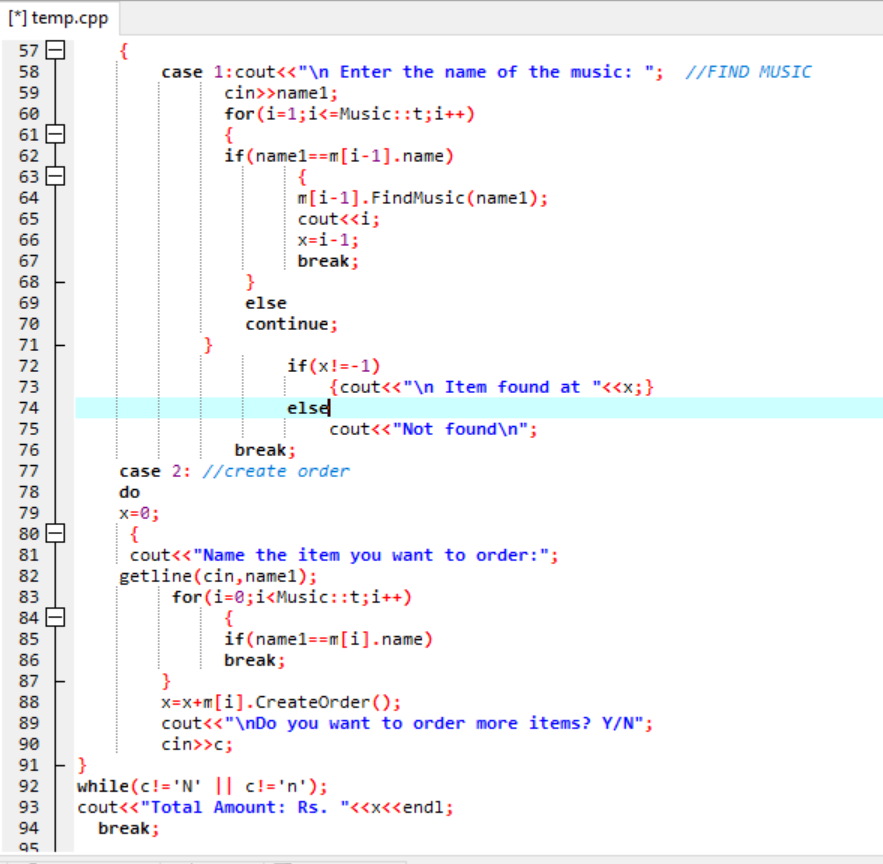 [*] temp.cpp
57 {
58 case 1:cout<<"\n Enter the name of the music: "; //FIND MUSIC
59 cin>>name1;
60 for(i=1;i<=Music::t;i++)
61 {
62 if(name1==m[i-1].name)
63 {
64 m[i-1].FindMusic(name1);
65 cout<<i;
66 x=i-1;
67 break;
68 }
69 else
70 continue;
71 }
72 if(x!=-1)
73 {cout<<"\n Item found at "<<x;}
74 else
75 cout<<"Not found\n";
76 break;
77 case 2: //create order
78 do
79 x=0;
80 {
81 cout<<"Name the item you want to order:";
82 getline(cin,name1);
83 for(i=0;i<Music::t;i++)
84 {
85 if(name1==m[i].name)
86 break;
87 }
88 x=x+m[i].CreateOrder();
89 cout<<"\nDo you want to order more items? Y/N";
90 cin>>c;
91 }
92 while(c!='N' || c!='n');
93 cout<<"Total Amount: Rs. "<<x<<endl;
94 break;
95